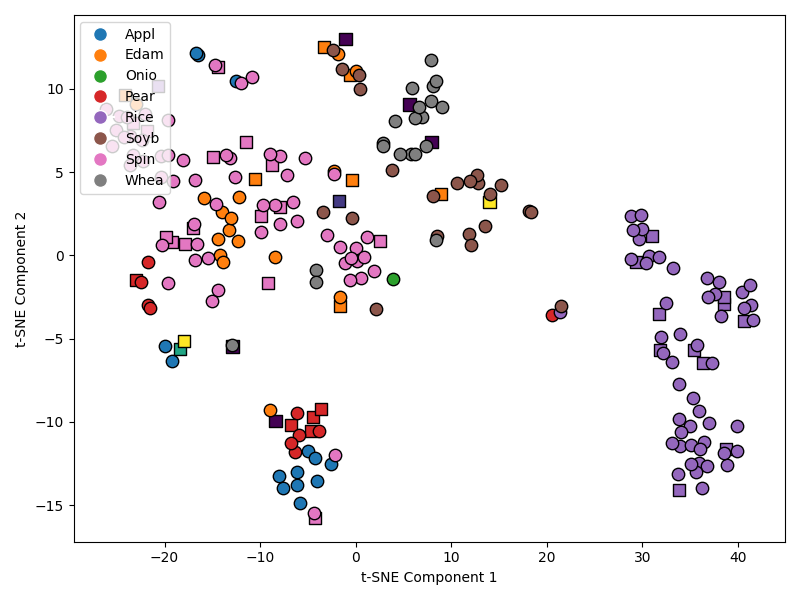 Appl
Edam
Onio
Pear
Rice
Soyb
Spin
Whea
10
5
0
−5
−10
−15
t-SNE Component 2
−20 −10 0 10 20 30 40
t-SNE Component 1